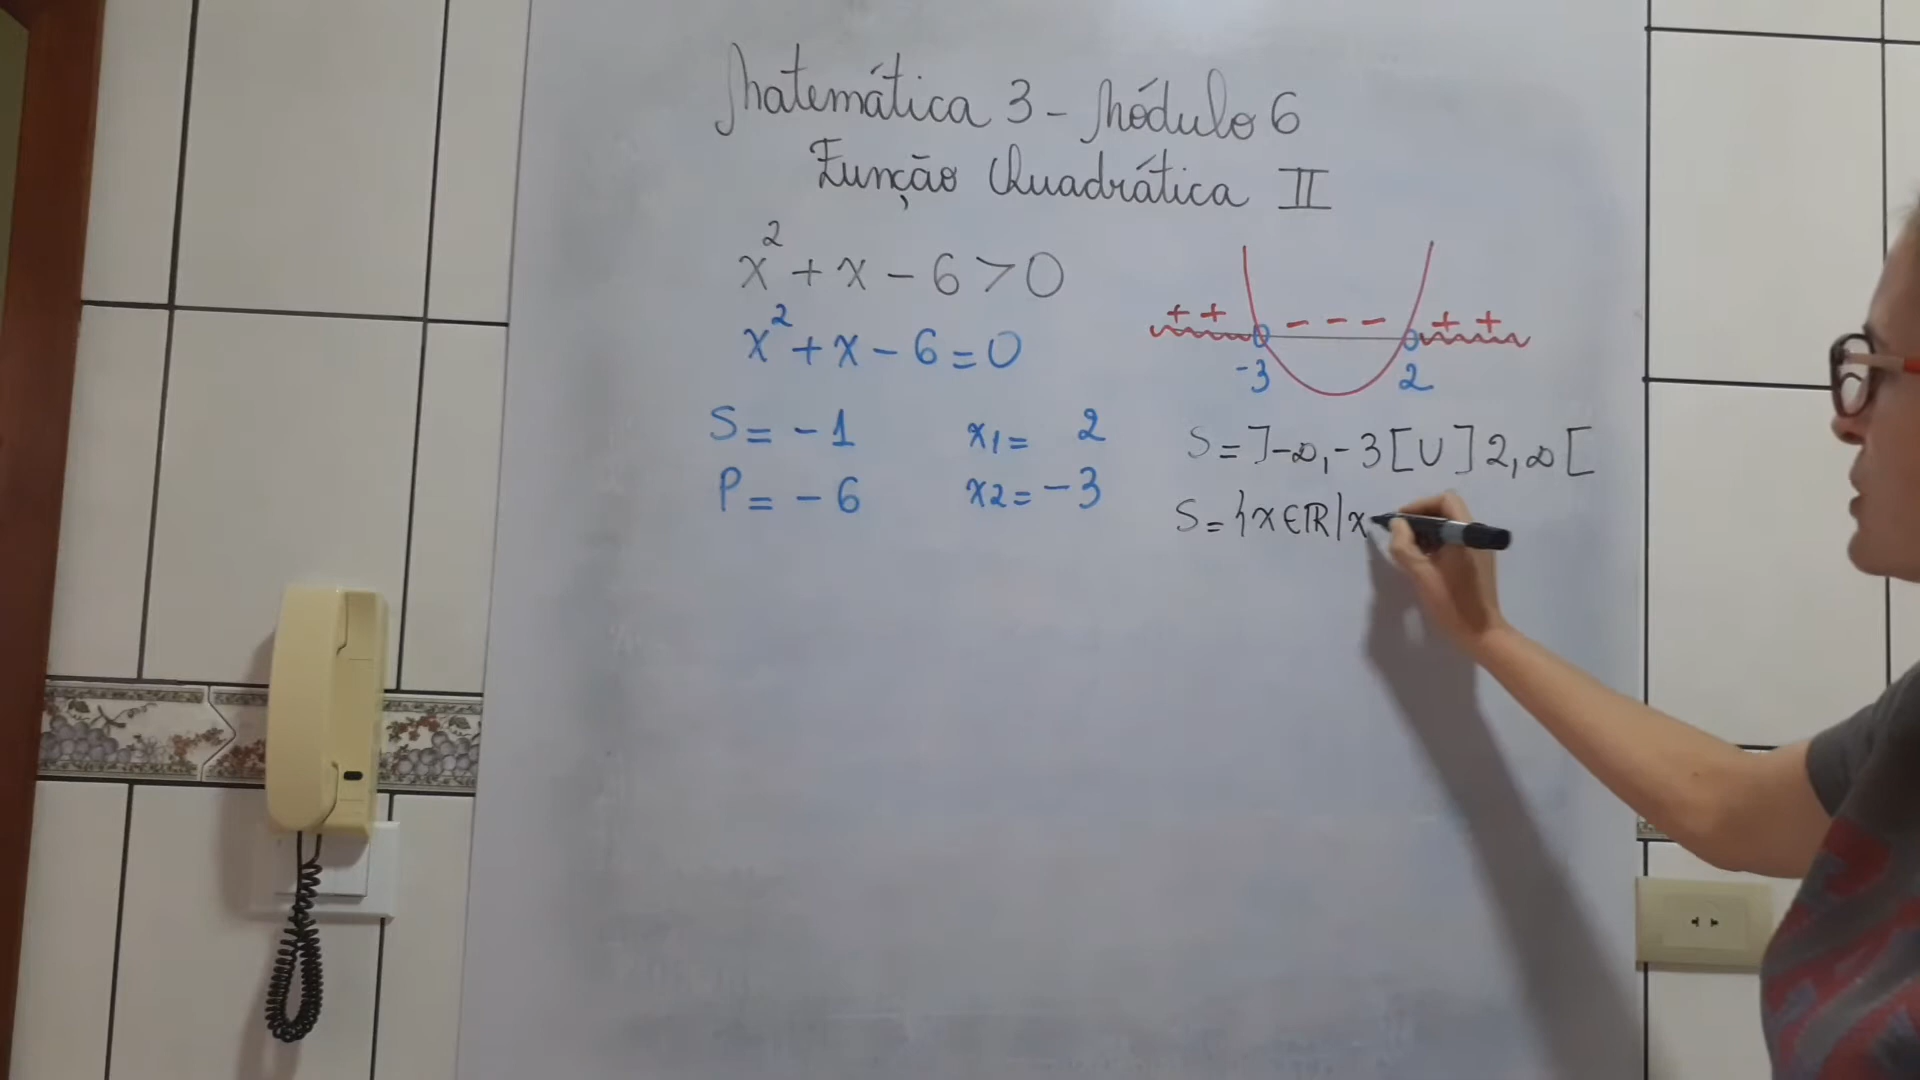 Matemática 3 - Módulo 6
Função Quadrática II
x² + x - 6 > 0
x² + x - 6 = 0
S = - 1
P = - 6
x1 = 2
x2 = - 3
+ + - - - + +
-3 2
S = ]-∞, - 3 [ U ] 2, ∞ [
S = {x ∈ ℝ | x